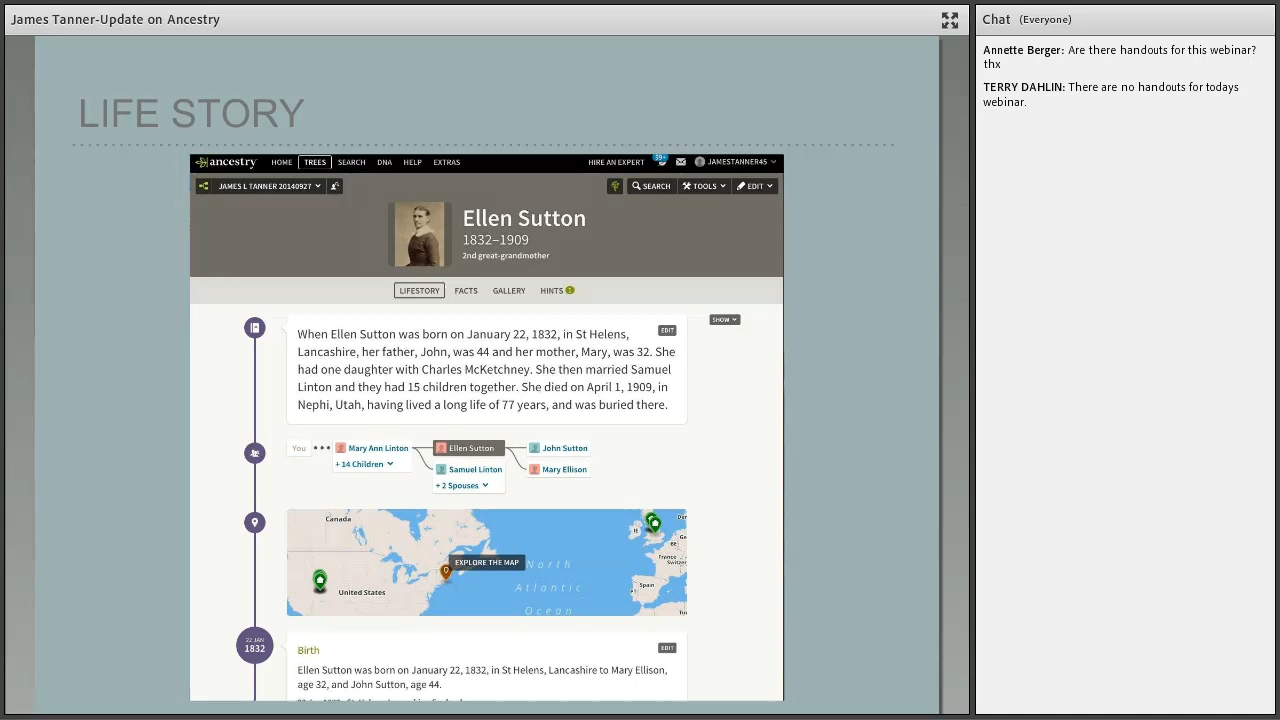 James Tanner-Update on Ancestry
LIFE STORY
ancestry HOME TREES SEARCH DNA HELP EXTRAS HIRE AN EXPERT 99+ JAMESTANNER45
JAMES L TANNER 20140927 SEARCH TOOLS EDIT
Ellen Sutton
1832–1909
2nd great-grandmother
LIFESTORY FACTS GALLERY HINTS
SHOW
EDIT
When Ellen Sutton was born on January 22, 1832, in St Helens,
Lancashire, her father, John, was 44 and her mother, Mary, was 32. She
had one daughter with Charles McKetchney. She then married Samuel
Linton and they had 15 children together. She died on April 1, 1909, in
Nephi, Utah, having lived a long life of 77 years, and was buried there.
You Mary Ann Linton Ellen Sutton John Sutton
+ 14 Children
Samuel Linton Mary Ellison
+ 2 Spouses
Canada
EXPLORE THE MAP
North
Atlantic
Ocean
United States
France
Spain
22 JAN
1832
Birth EDIT
Ellen Sutton was born on January 22, 1832, in St Helens, Lancashire to Mary Ellison,
age 32, and John Sutton, age 44.
Chat (Everyone)
Annette Berger: Are there handouts for this webinar?
thx
TERRY DAHLIN: There are no handouts for todays
webinar.